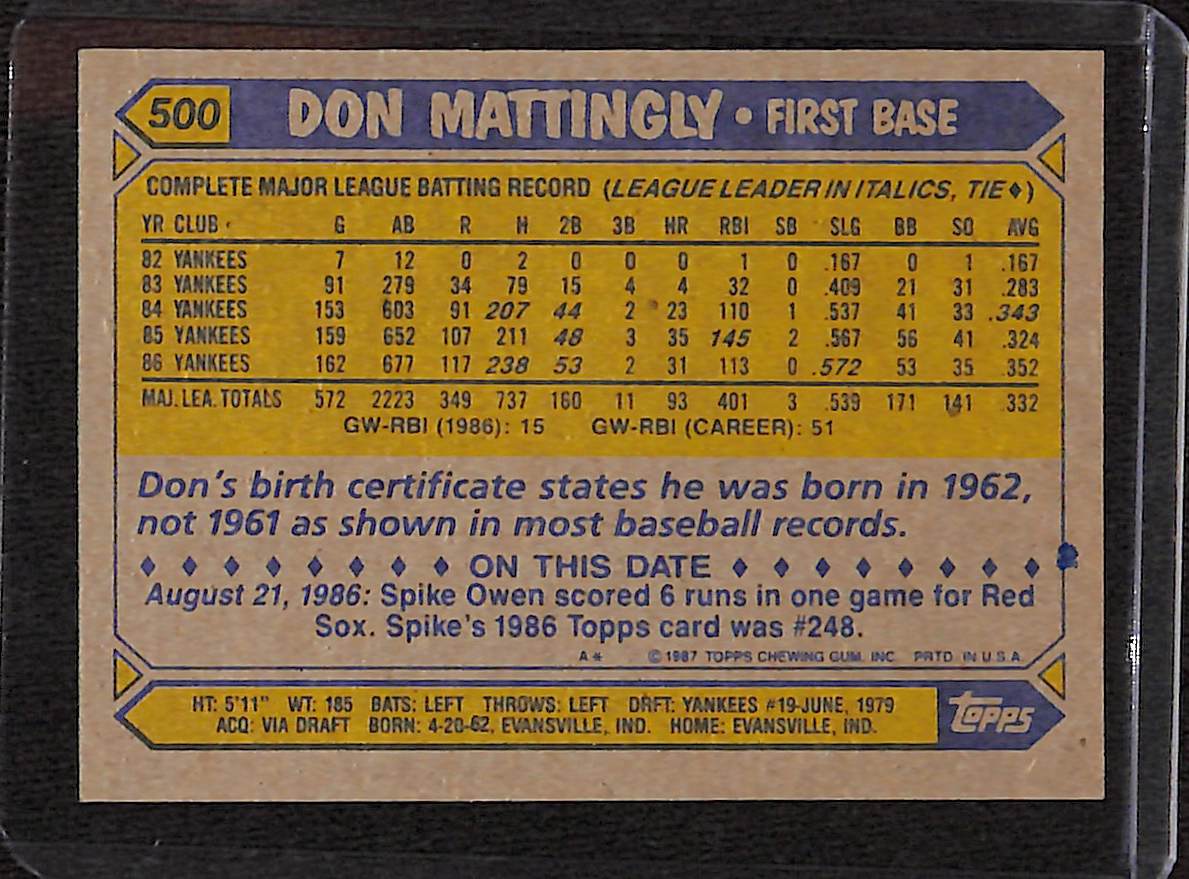 500 DON MATTINGLY • FIRST BASE
COMPLETE MAJOR LEAGUE BATTING RECORD (LEAGUE LEADER IN ITALICS, TIE♦)
YR CLUB G AB R H 2B 3B HR RBI SB SLG BB SO AVG
82 YANKEES 7 12 0 2 0 0 0 1 0 .167 0 1 .167
83 YANKEES 91 279 34 79 15 4 4 32 0 .409 21 31 .283
84 YANKEES 153 603 91 207 44 2 23 110 1 .537 41 33 .343
85 YANKEES 159 652 107 211 48 3 35 145 2 .567 56 41 .324
86 YANKEES 162 677 117 238 53 2 31 113 0 .572 53 35 .352
MAJ. LEA. TOTALS 572 2223 349 737 160 11 93 401 3 .539 171 141 .332
GW-RBI (1986): 15 GW-RBI (CAREER): 51
Don's birth certificate states he was born in 1962,
not 1961 as shown in most baseball records.
♦ ♦ ♦ ♦ ♦ ♦ ♦ ♦ ON THIS DATE ♦ ♦ ♦ ♦ ♦ ♦ ♦ ♦
August 21, 1986: Spike Owen scored 6 runs in one game for Red
Sox. Spike's 1986 Topps card was #248.
A* © 1987 TOPPS CHEWING GUM, INC. PRTD. IN U.S.A.
HT: 5'11" WT: 185 BATS: LEFT THROWS: LEFT DRFT: YANKEES #19-JUNE, 1979
ACQ: VIA DRAFT BORN: 4-20-62, EVANSVILLE, IND. HOME: EVANSVILLE, IND.
topps